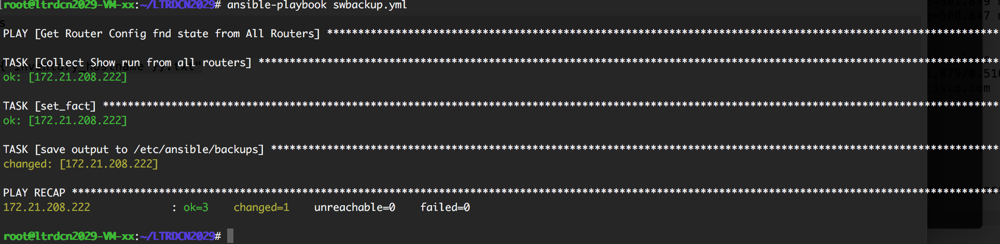 root@ltrdcn2029-VM-xx:~/LTRDCN2029# ansible-playbook swbackup.yml
PLAY [Get Router Config fnd state from All Routers] ******************************************************************************************************************
TASK [Collect Show run from all routers] ******************************************************************************************************************
ok: [172.21.208.222]
TASK [set_fact] ******************************************************************************************************************
ok: [172.21.208.222]
TASK [save output to /etc/ansible/backups] ******************************************************************************************************************
changed: [172.21.208.222]
PLAY RECAP ******************************************************************************************************************
172.21.208.222 : ok=3 changed=1 unreachable=0 failed=0
root@ltrdcn2029-VM-xx:~/LTRDCN2029#